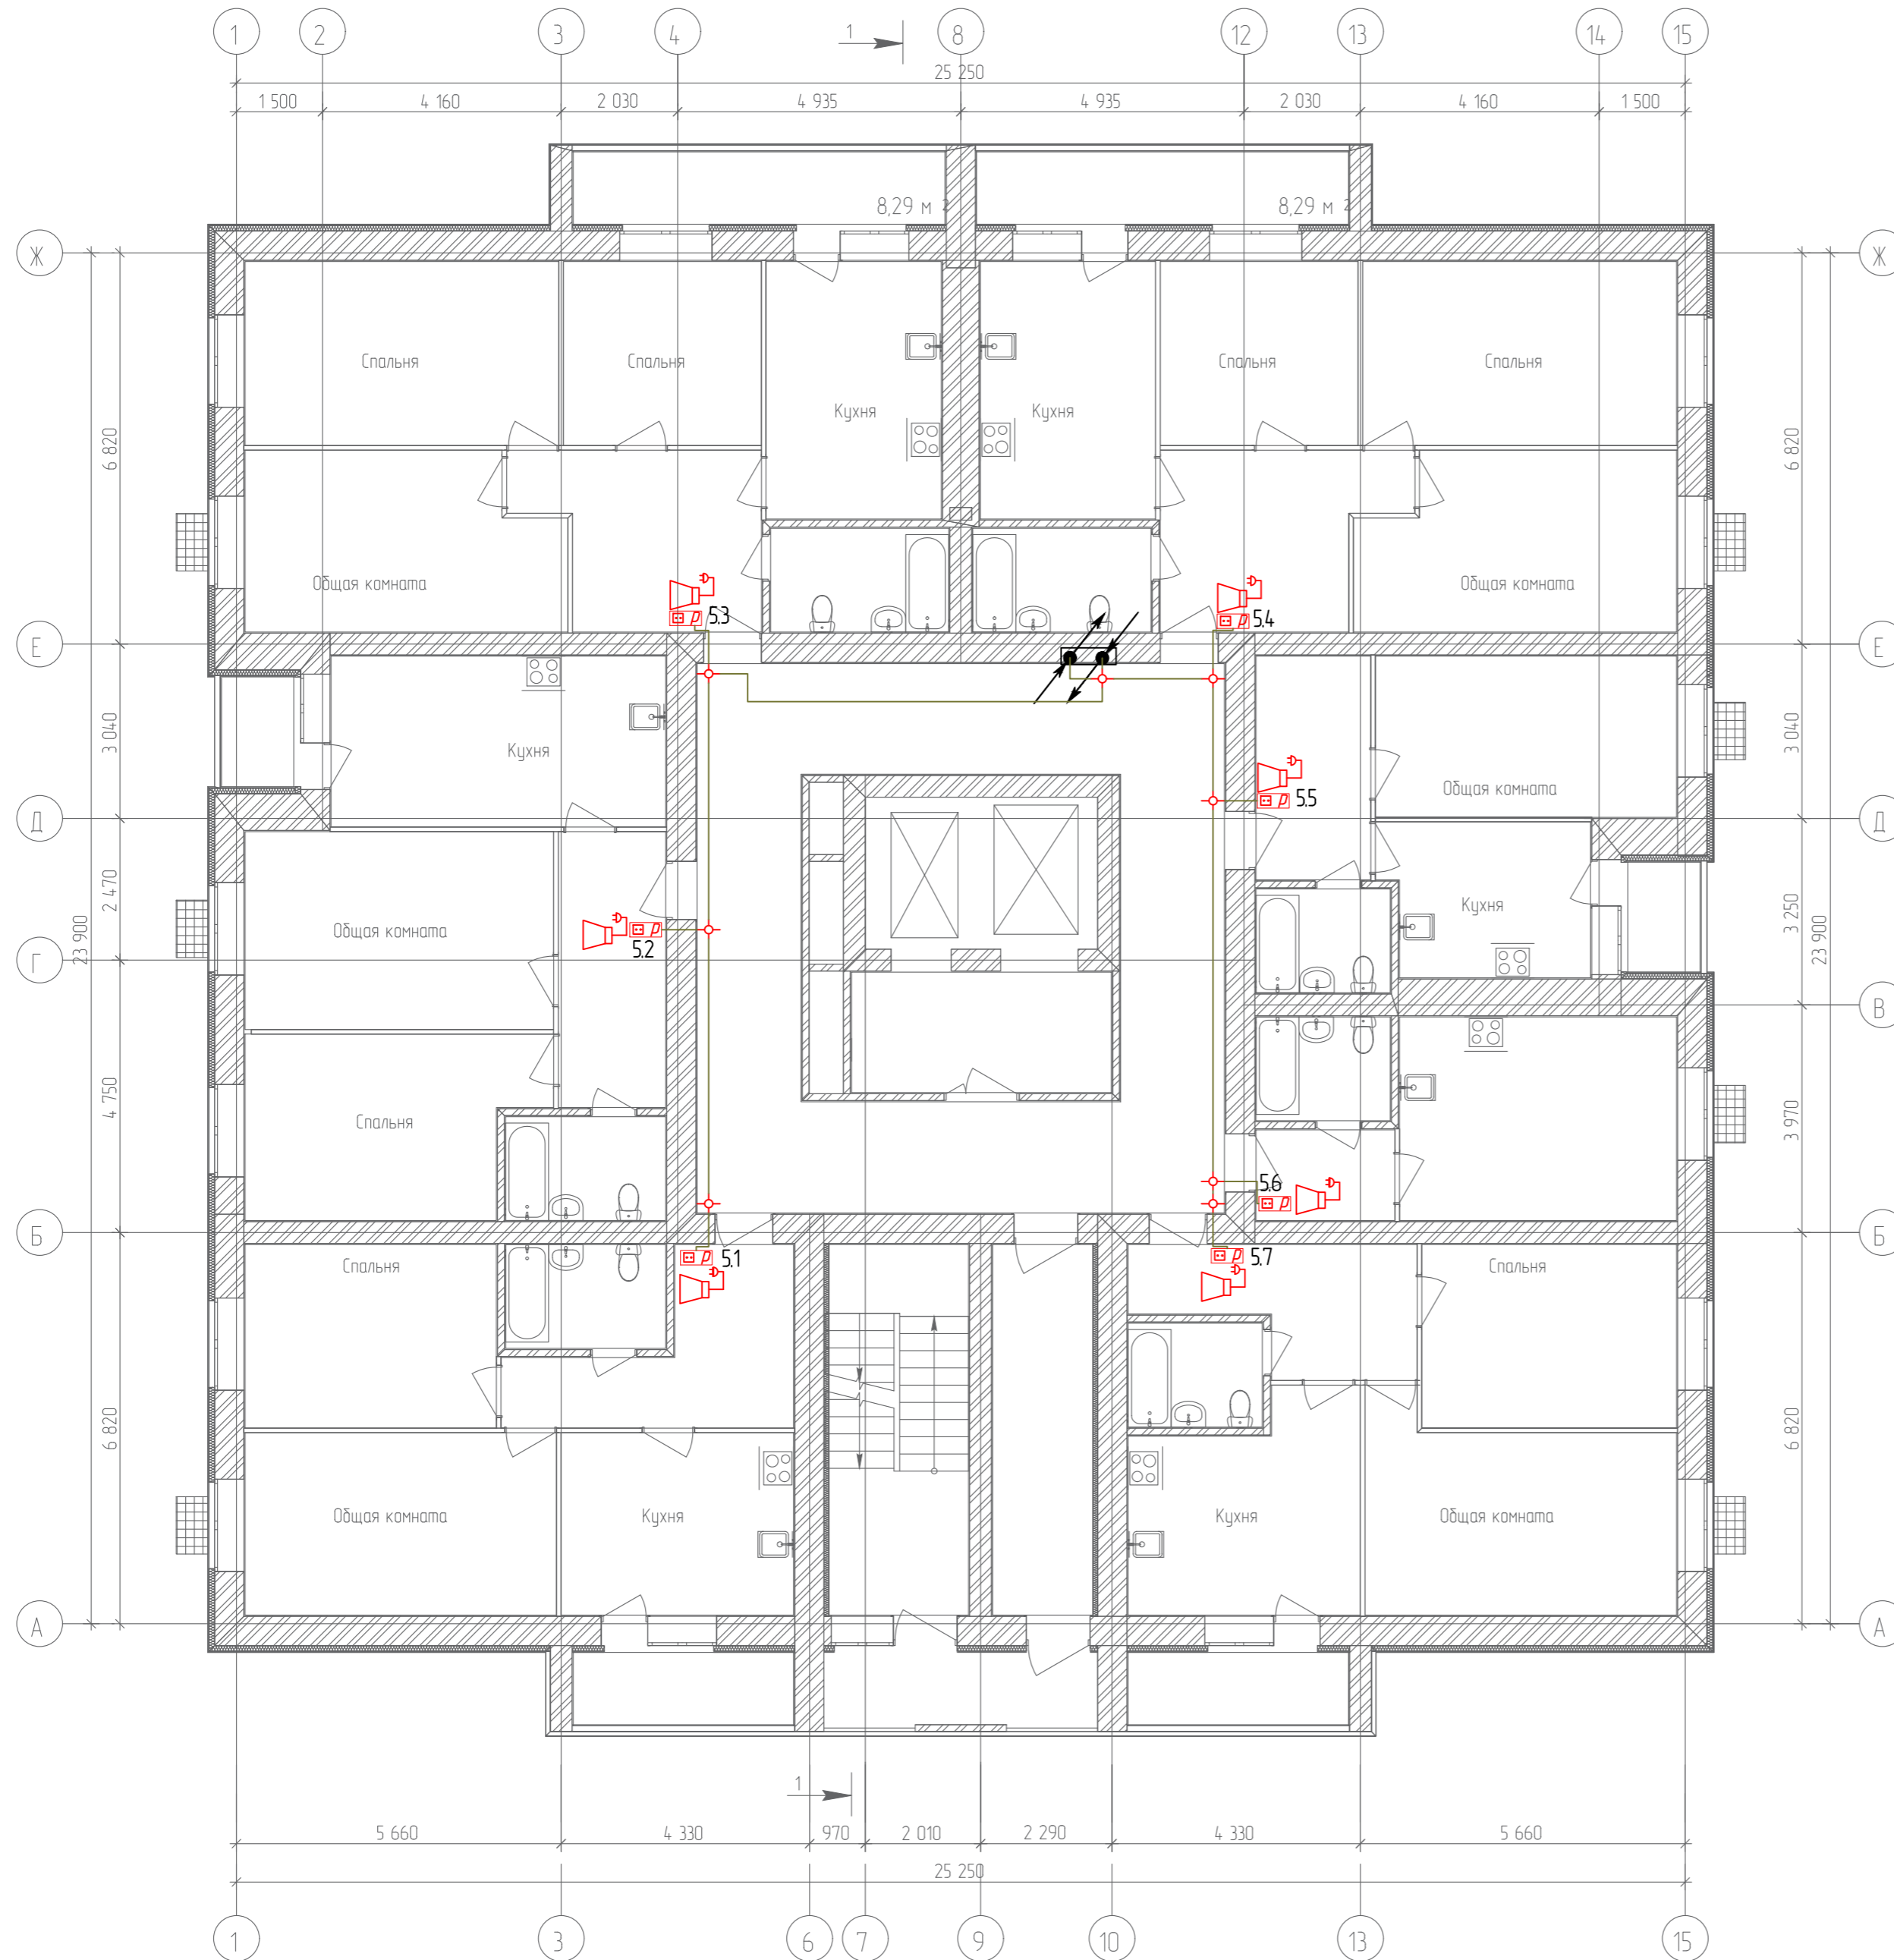 1 2 3 4 8 12 13 14 15
1
25 250
1 500 4 160 2 030 4 935 4 935 2 030 4 160 1 500
8,29 м 2 8,29 м 2
Ж Ж
Спальня Спальня Спальня Спальня
Кухня Кухня
6 820 6 820
Общая комната Общая комната
5.3 5.4
P P
Е Е
3 040 3 040
Кухня
5.5
P
Общая комната
Д Д
2 470
Кухня
3 250
23 900 23 900
Общая комната
P
5.2
Г
В
4 750 3 970
Спальня
5.6
P
Б Б
5.1 5.7
P P
Спальня Спальня
6 820 6 820
Общая комната Кухня Кухня Общая комната
А А
1
5 660 4 330 970 2 010 2 290 4 330 5 660
25 250
1 3 6 7 9 10 13 15